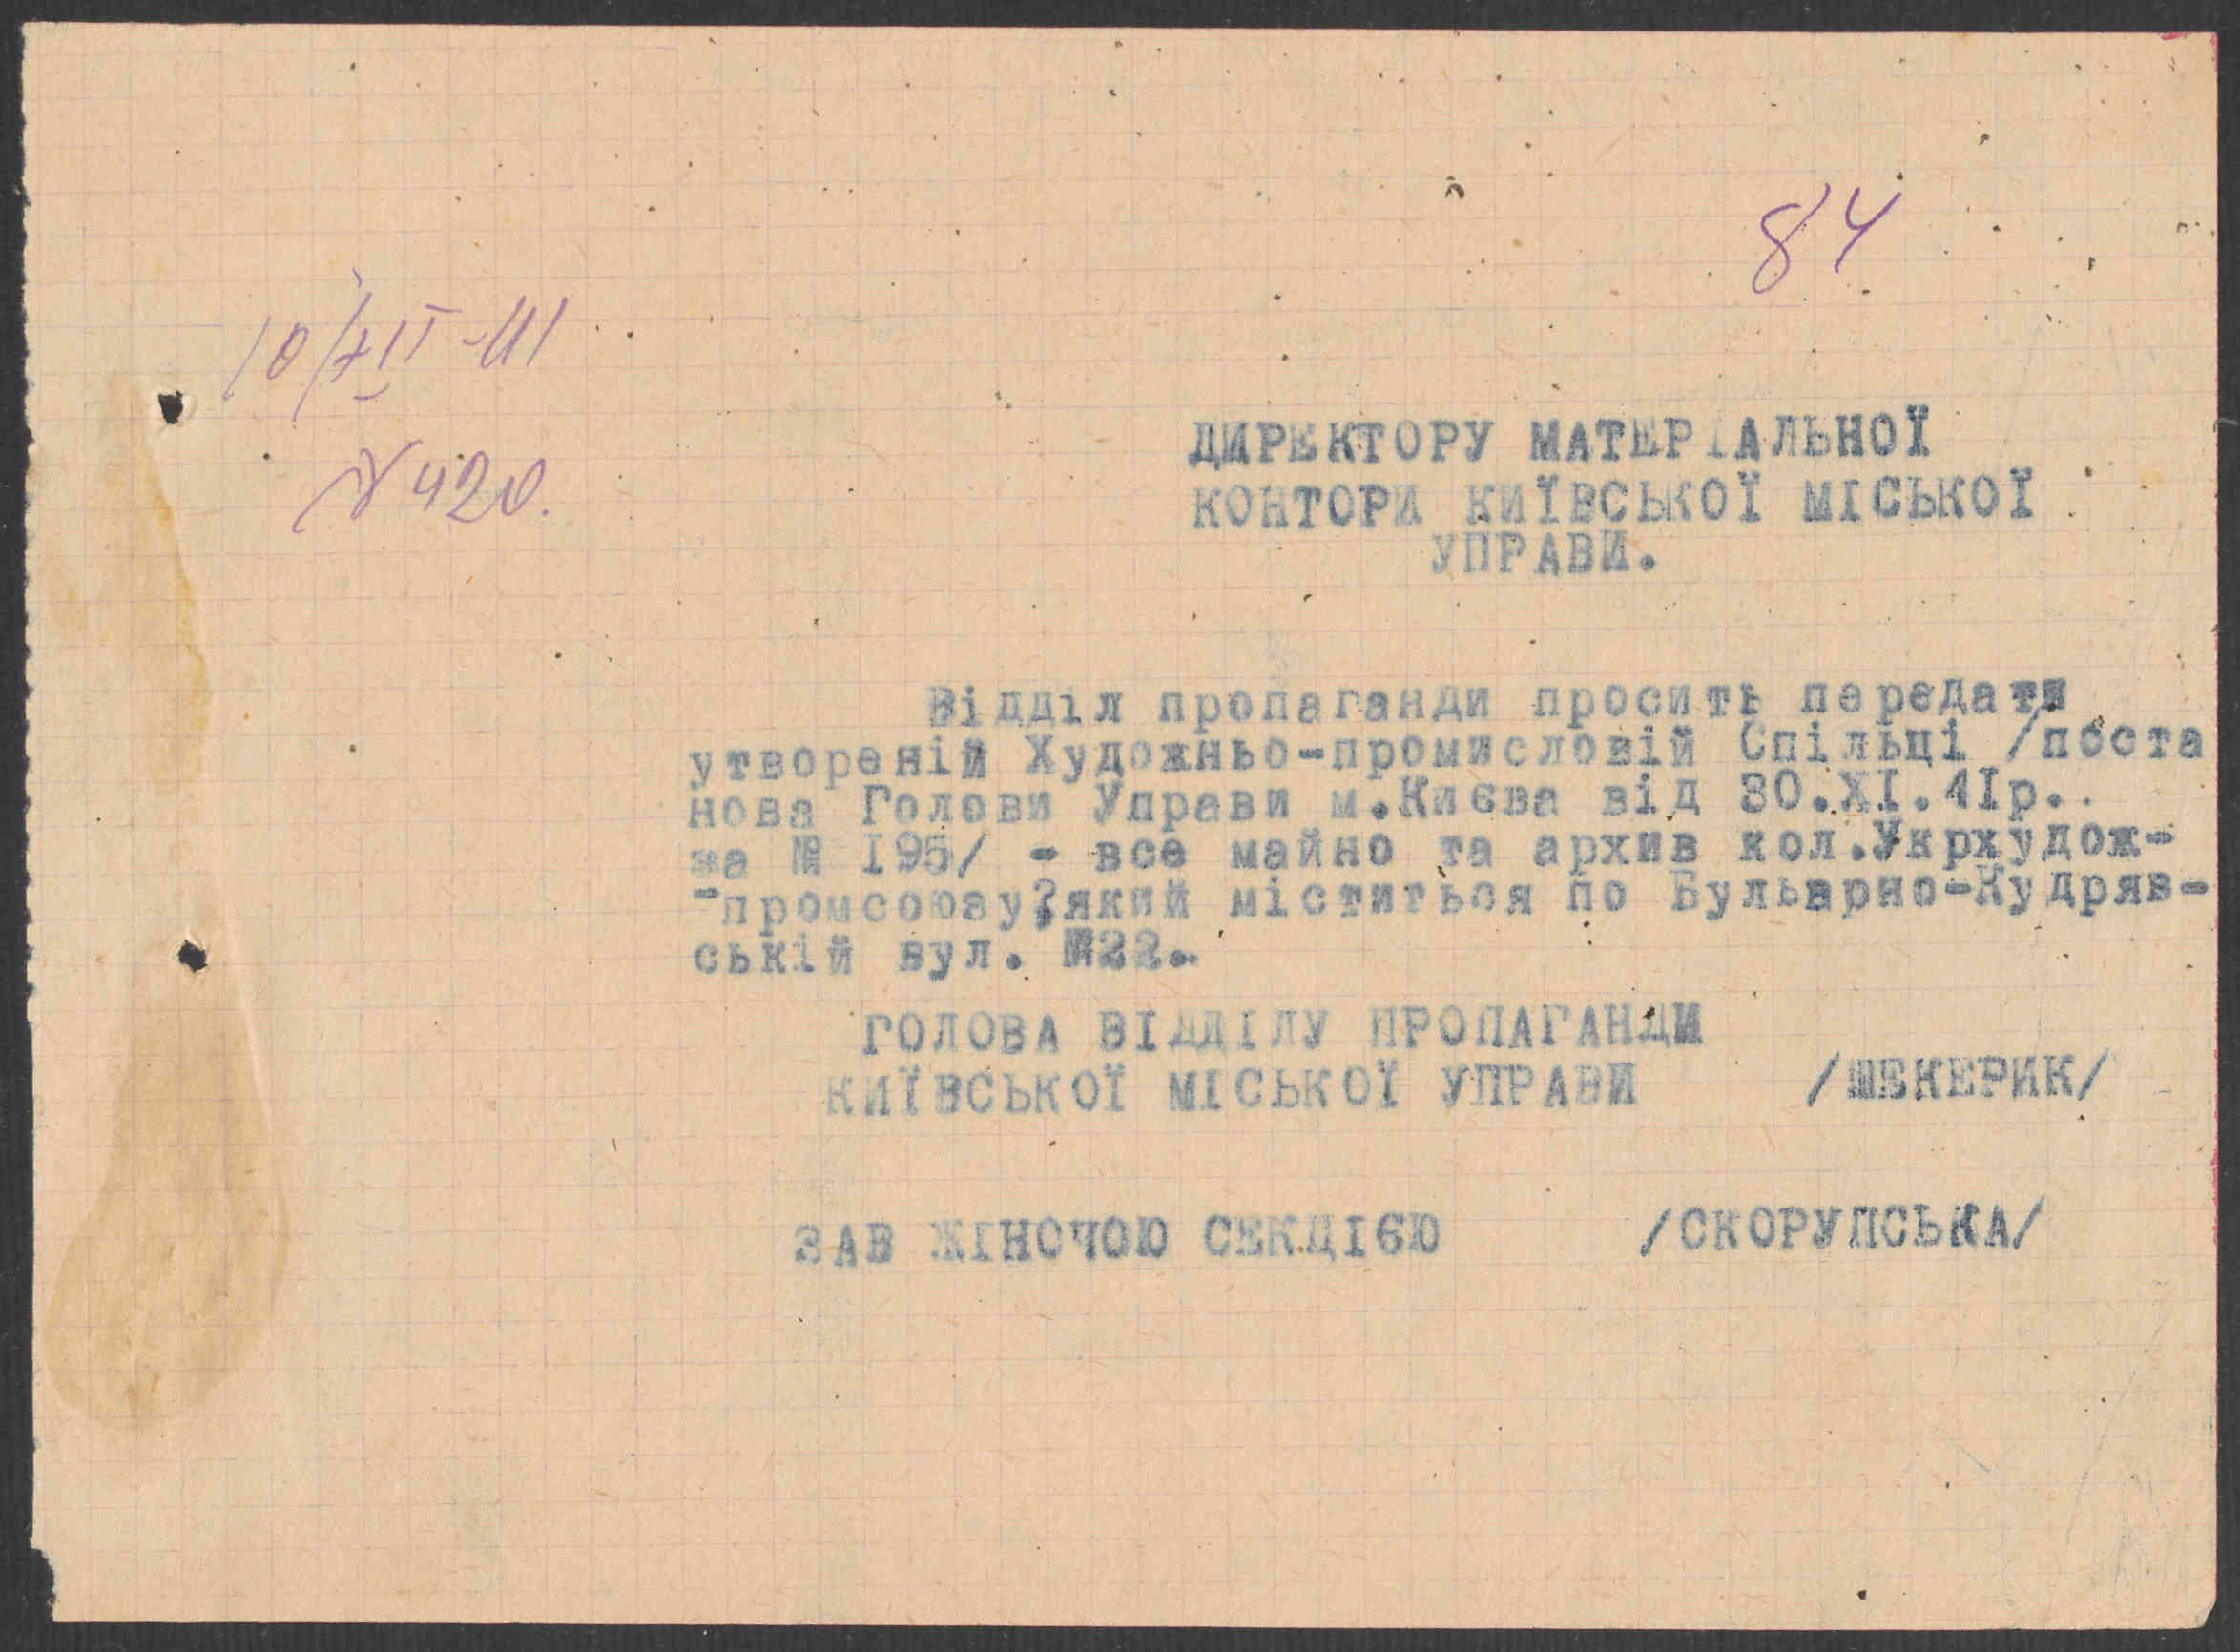 84
10/XII-41
№ 420.
ДИРЕКТОРУ МАТЕРІАЛЬНОЇ
КОНТОРИ КИЇВСЬКОЇ МІСЬКОЇ
УПРАВИ.
Відділ пропаганди просить передати
утвореній Художньо-промисловій Спільці /поста
нова Голови Управи м.Києва від 30.XI.41р..
за № 195/ - все майно та архив кол.Укрхудож-
-промсоюзу?який міститься по Бульварно-Кудряв-
ській вул. №22.
ГОЛОВА ВІДДІЛУ ПРОПАГАНДИ
КИЇВСЬКОЇ МІСЬКОЇ УПРАВИ /ШЕКЕРИК/
ЗАВ ЖІНОЧОЮ СЕКЦІЄЮ /СКОРУПСЬКА/